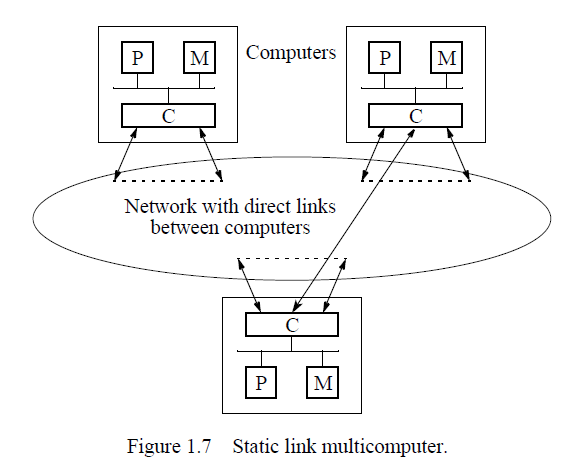 P M Computers P M
C C
Network with direct links
between computers
C
P M
Figure 1.7 Static link multicomputer.